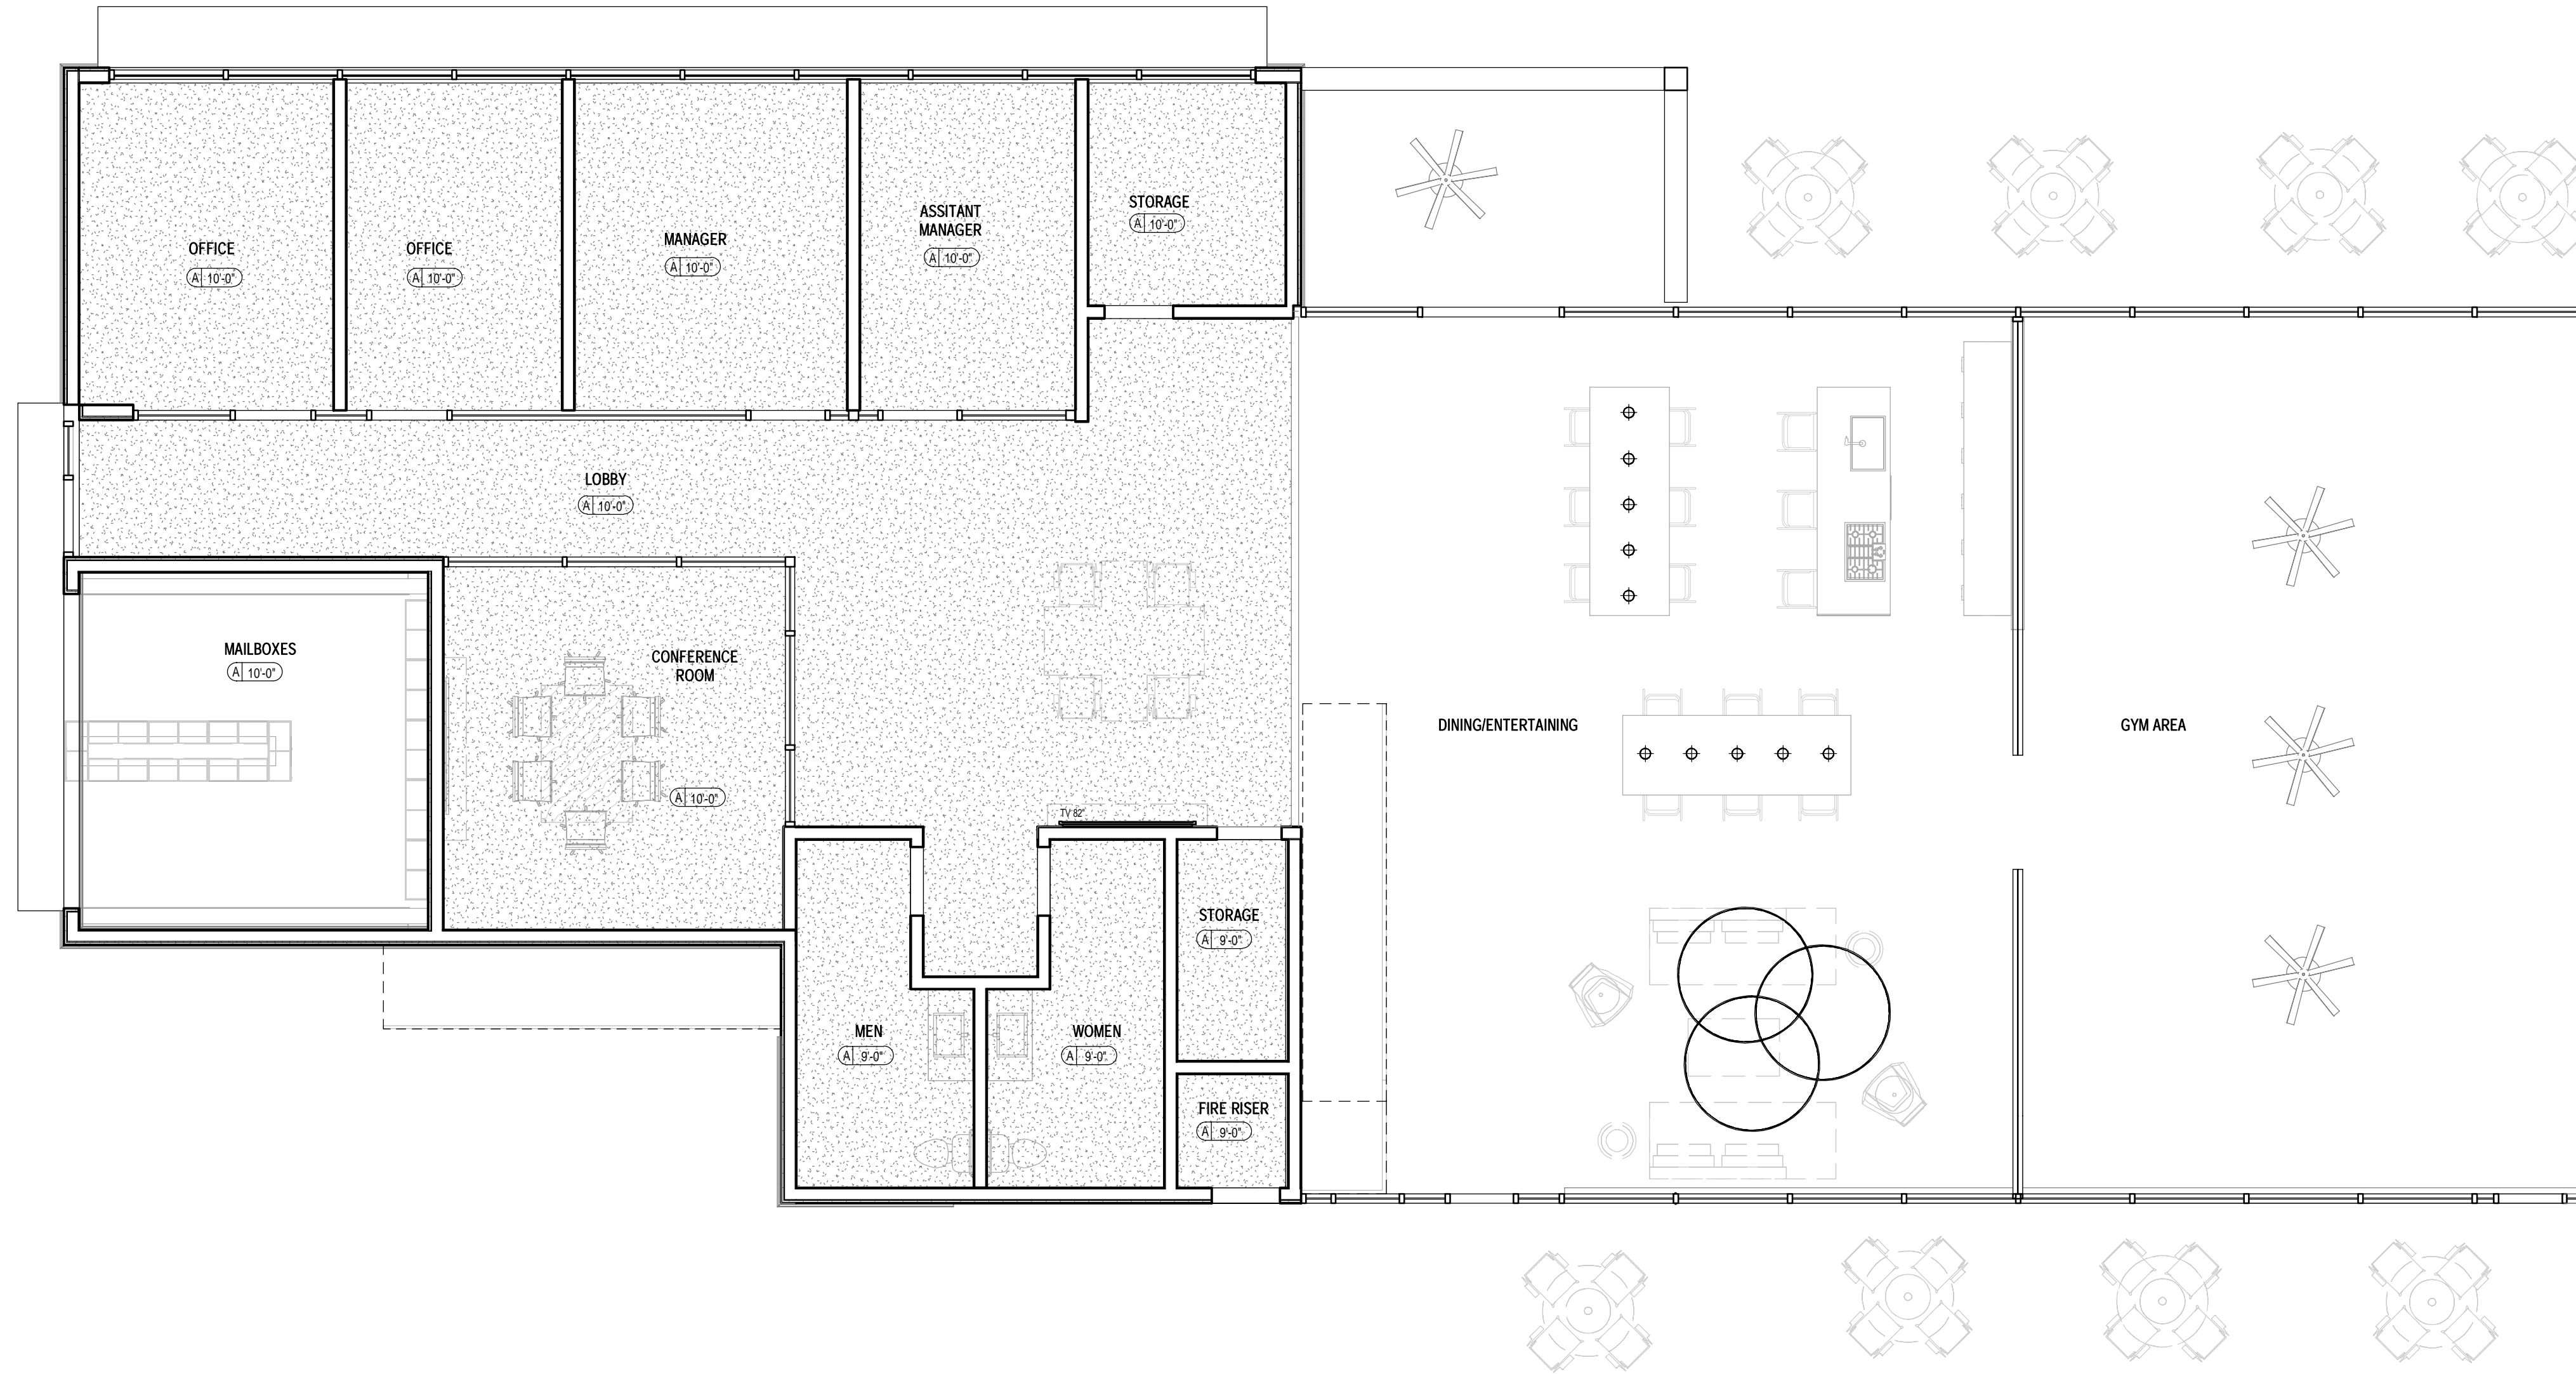 STORAGE
A 10'-0"
ASSITANT
MANAGER
A 10'-0"
MANAGER
A 10'-0"
OFFICE
A 10'-0"
OFFICE
A 10'-0"
LOBBY
A 10'-0"
MAILBOXES
A 10'-0"
CONFERENCE
ROOM
A 10'-0"
DINING/ENTERTAINING
GYM AREA
TV 82"
STORAGE
A 9'-0"
MEN
A 9'-0"
WOMEN
A 9'-0"
FIRE RISER
A 9'-0"